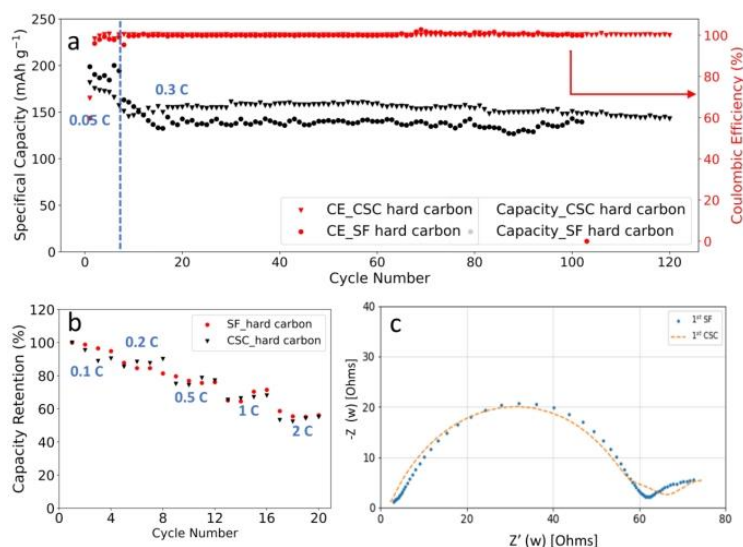 a
Specifical Capacity (mAh g⁻¹)
250
200
150
100
50
0
0.05 C
0.3 C
CE_CSC hard carbon
CE_SF hard carbon
Capacity_CSC hard carbon
Capacity_SF hard carbon
100
80
60
40
20
0
Coulombic Efficiency (%)
0
20
40
60
80
100
120
Cycle Number
b
Capacity Retention (%)
120
100
80
60
40
20
0
SF_hard carbon
CSC_hard carbon
0.2 C
0.1 C
0.5 C
1 C
2 C
0
4
8
12
16
20
Cycle Number
c
-Z (w) [Ohms]
40
30
20
10
0
1st SF
1st CSC
0
20
40
60
80
Z' (w) [Ohms]